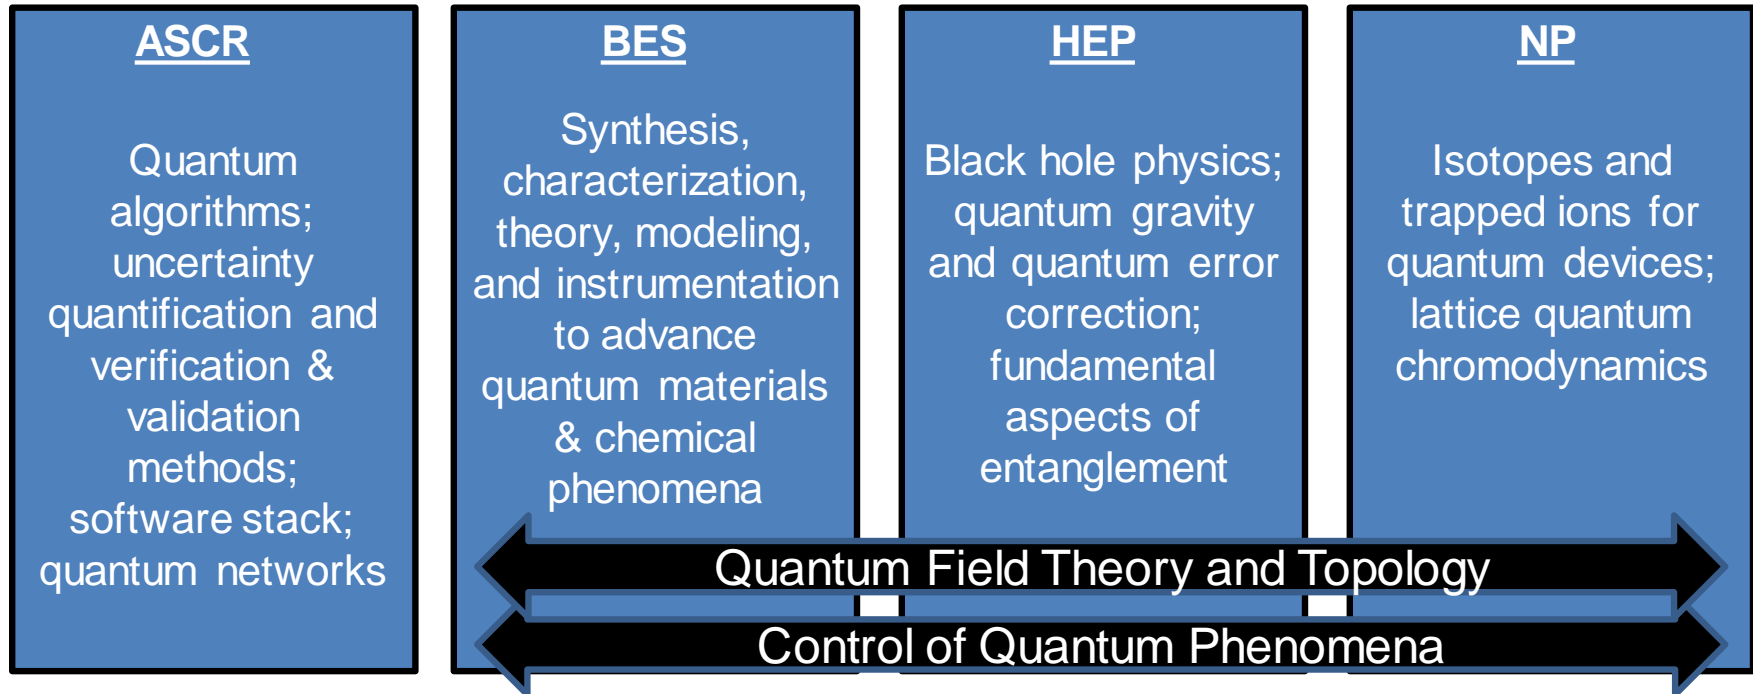 ASCR
Quantum
algorithms;
uncertainty
quantification and
verification &
validation
methods;
software stack;
quantum networks
BES
Synthesis,
characterization,
theory, modeling,
and instrumentation
to advance
quantum materials
& chemical
phenomena
HEP
Black hole physics;
quantum gravity
and quantum error
correction;
fundamental
aspects of
entanglement
NP
Isotopes and
trapped ions for
quantum devices;
lattice quantum
chromodynamics
Quantum Field Theory and Topology
Control of Quantum Phenomena